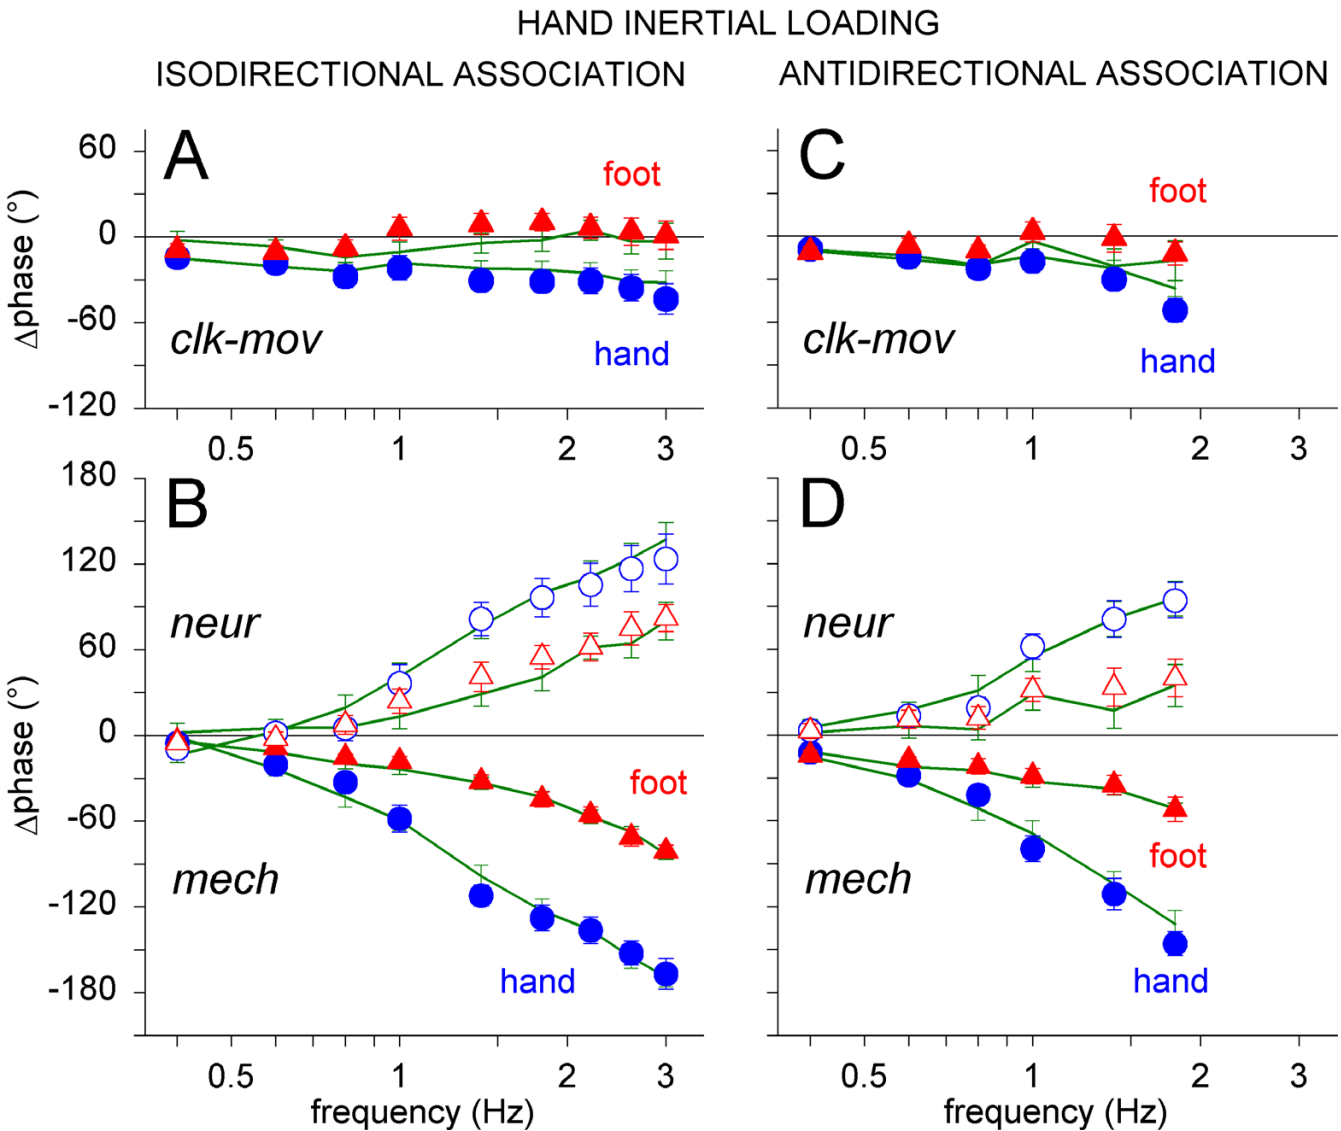 HAND INERTIAL LOADING
ISODIRECTIONAL ASSOCIATION
ANTIDIRECTIONAL ASSOCIATION
A
60
0
-60
-120
Δphase (°)
foot
clk-mov
hand
0.5 1 2 3
C
foot
clk-mov
hand
0.5 1 2 3
B
180
120
60
0
-60
-120
-180
Δphase (°)
neur
foot
mech
hand
0.5 1 2 3
frequency (Hz)
D
neur
foot
mech
hand
0.5 1 2 3
frequency (Hz)